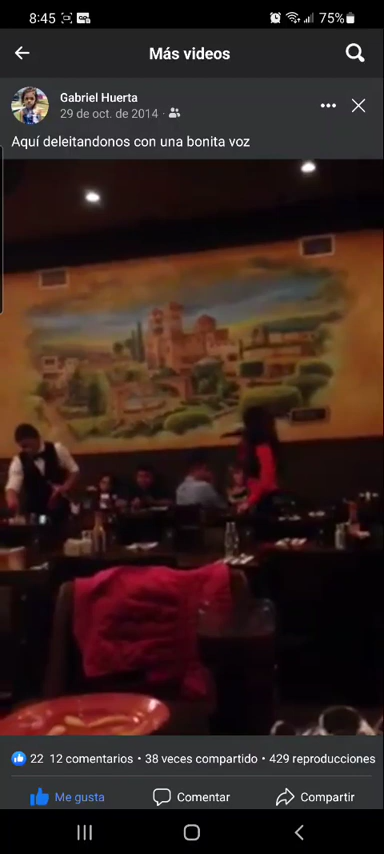 8:45 75%
Más videos
Gabriel Huerta
29 de oct. de 2014 ·
Aquí deleitandonos con una bonita voz
22 12 comentarios • 38 veces compartido • 429 reproducciones
Me gusta Comentar Compartir